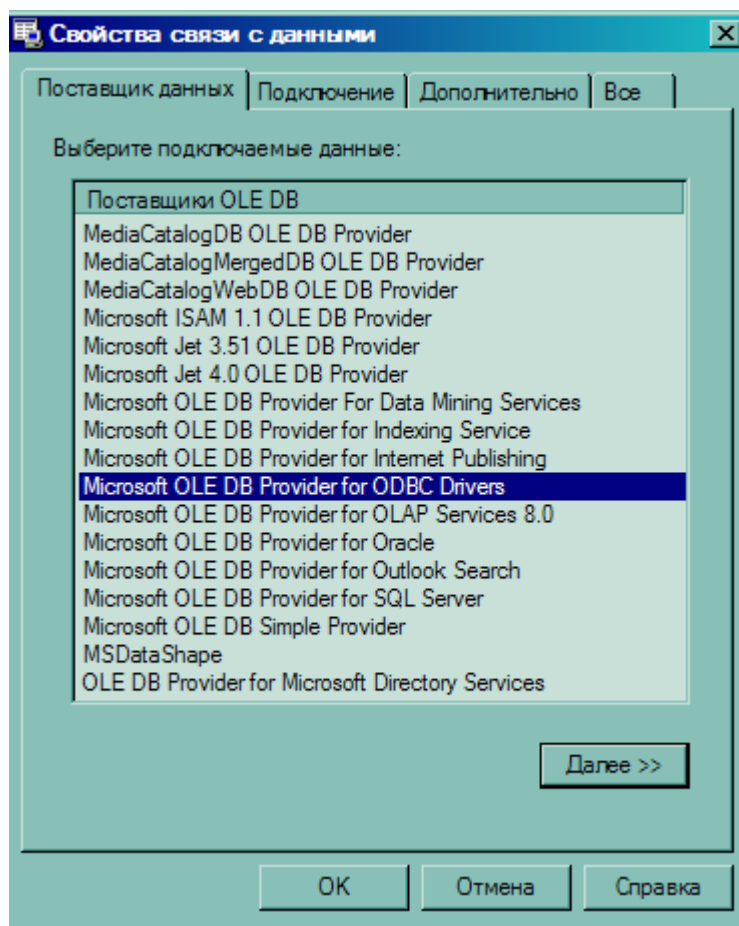 Свойства связи с данными
Поставщик данных Подключение Дополнительно Все
Выберите подключаемые данные:
Поставщики OLE DB
MediaCatalogDB OLE DB Provider
MediaCatalogMergedDB OLE DB Provider
MediaCatalogWebDB OLE DB Provider
Microsoft ISAM 1.1 OLE DB Provider
Microsoft Jet 3.51 OLE DB Provider
Microsoft Jet 4.0 OLE DB Provider
Microsoft OLE DB Provider For Data Mining Services
Microsoft OLE DB Provider for Indexing Service
Microsoft OLE DB Provider for Internet Publishing
Microsoft OLE DB Provider for ODBC Drivers
Microsoft OLE DB Provider for OLAP Services 8.0
Microsoft OLE DB Provider for Oracle
Microsoft OLE DB Provider for Outlook Search
Microsoft OLE DB Provider for SQL Server
Microsoft OLE DB Simple Provider
MSDataShape
OLE DB Provider for Microsoft Directory Services
Далее >>
OK Отмена Справка